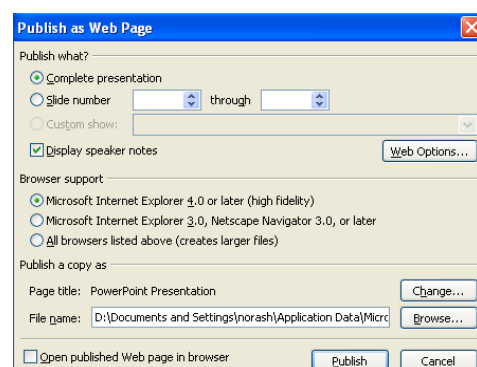 Publish as Web Page
Publish what?
Complete presentation
Slide number through
Custom show:
Display speaker notes Web Options...
Browser support
Microsoft Internet Explorer 4.0 or later (high fidelity)
Microsoft Internet Explorer 3.0, Netscape Navigator 3.0, or later
All browsers listed above (creates larger files)
Publish a copy as
Page title: PowerPoint Presentation Change...
File name: D:\Documents and Settings\norash\Application Data\Micro Browse...
Open published Web page in browser Publish Cancel